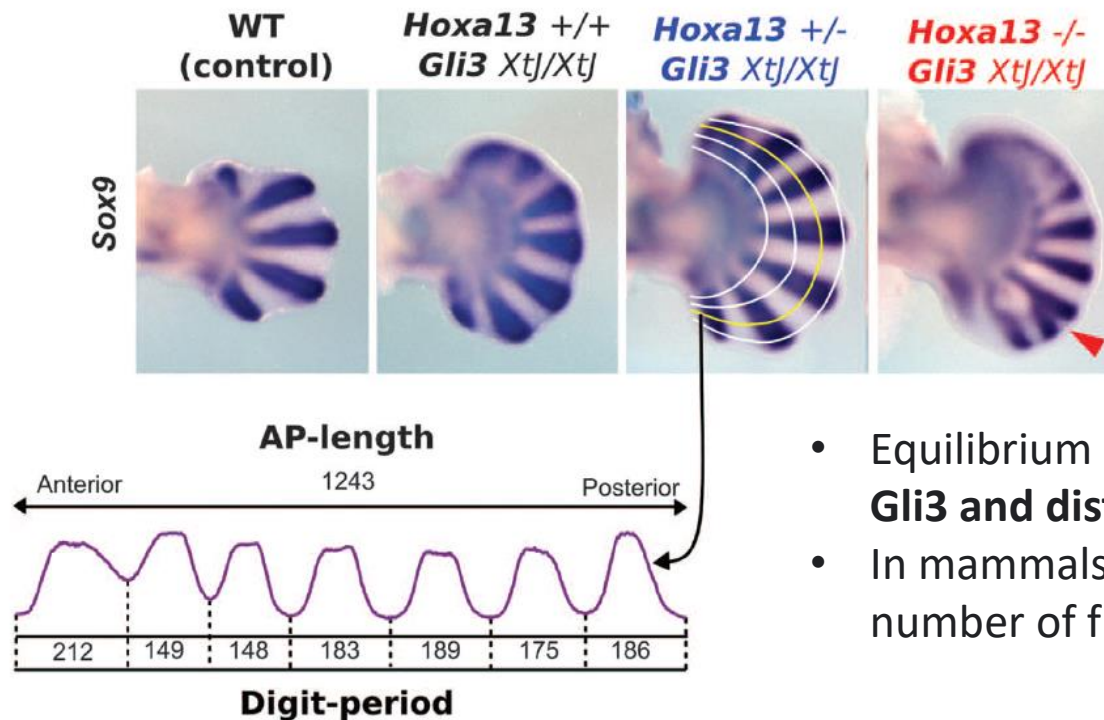 WT
(control)
Hoxa13 +/+
Gli3 XtJ/XtJ
Hoxa13 +/-
Gli3 XtJ/XtJ
Hoxa13 -/-
Gli3 XtJ/XtJ
Sox9
AP-length
Anterior 1243 Posterior
212 149 148 183 189 175 186
Digit-period
• Equilibrium
Gli3 and
• In mammals
number of